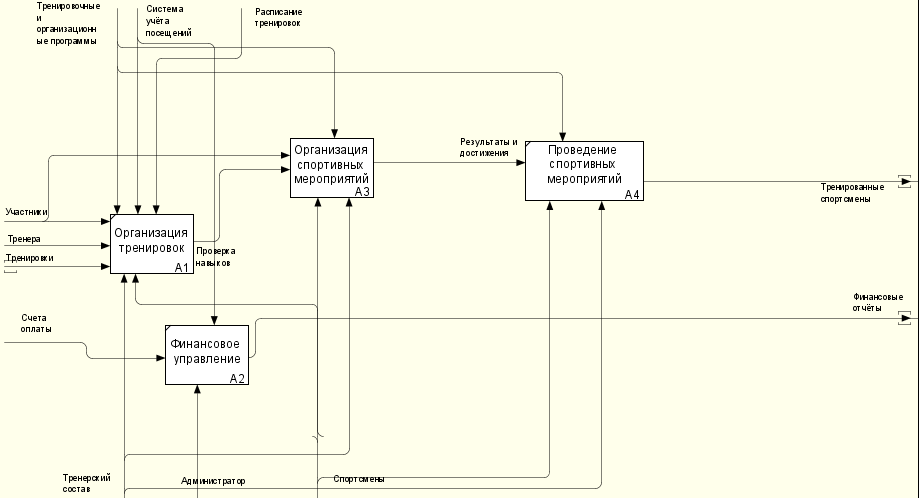 Тренировочные
и
организационн
ые программы
Система
учёта
посещений
Расписание
тренировок
Организация
спортивных
мероприятий
A3
Результаты и
достижения
Проведение
спортивных
мероприятий
A4
Тренированные
спортсмены
Участники
Тренера
Тренировки
Организация
тренировок
A1
Проверка
навыков
Финансовые
отчёты
Счета
оплаты
Финансовое
управление
A2
Тренерский
состав
Администратор
Спортсмены